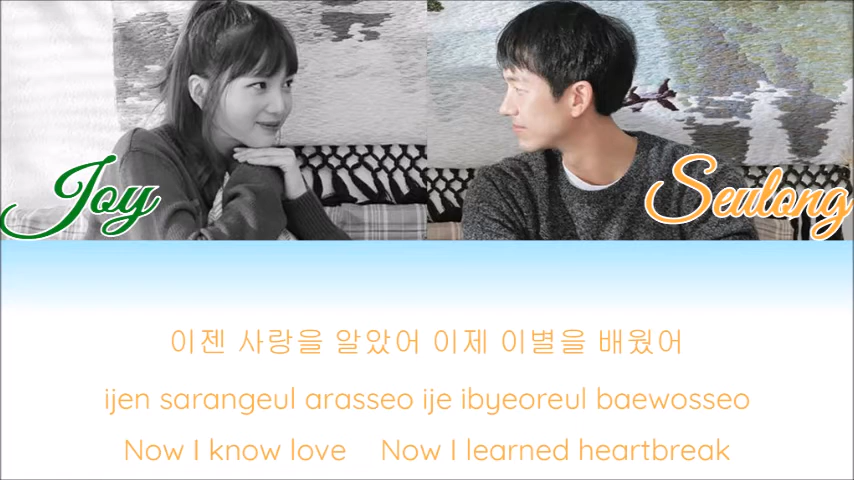 Joy
Seulong
이젠 사랑을 알았어 이제 이별을 배웠어
ijen sarangeul arasseo ije ibyeoreul baewosseo
Now I know love Now I learned heartbreak